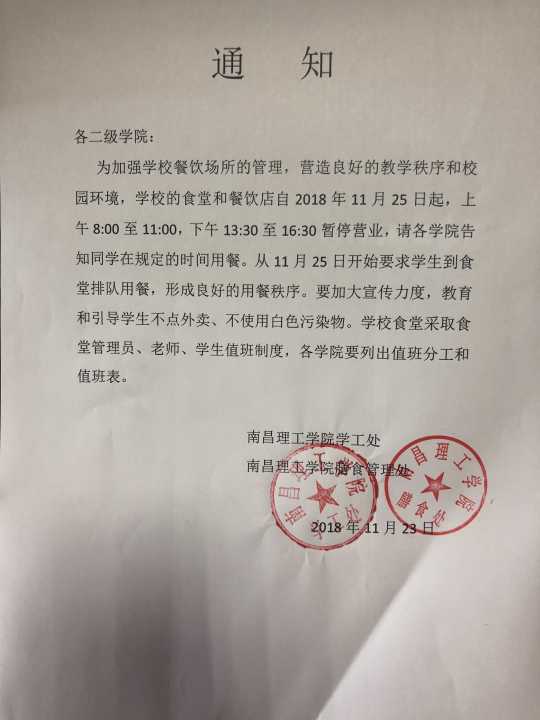 通 知
各二级学院：
为加强学校餐饮场所的管理，营造良好的教学秩序和校
园环境，学校的食堂和餐饮店自 2018 年 11 月 25 日起，上
午 8:00 至 11:00，下午 13:30 至 16:30 暂停营业，请各学院告
知同学在规定的时间用餐。从 11 月 25 日开始要求学生到食
堂排队用餐，形成良好的用餐秩序。要加大宣传力度，教育
和引导学生不点外卖、不使用白色污染物。学校食堂采取食
堂管理员、老师、学生值班制度，各学院要列出值班分工和
值班表。
南昌理工学院学工处
南昌理工学院膳食管理处
2018 年 11 月 23 日
南昌理工学院
学工处
南昌理工学院
膳食处